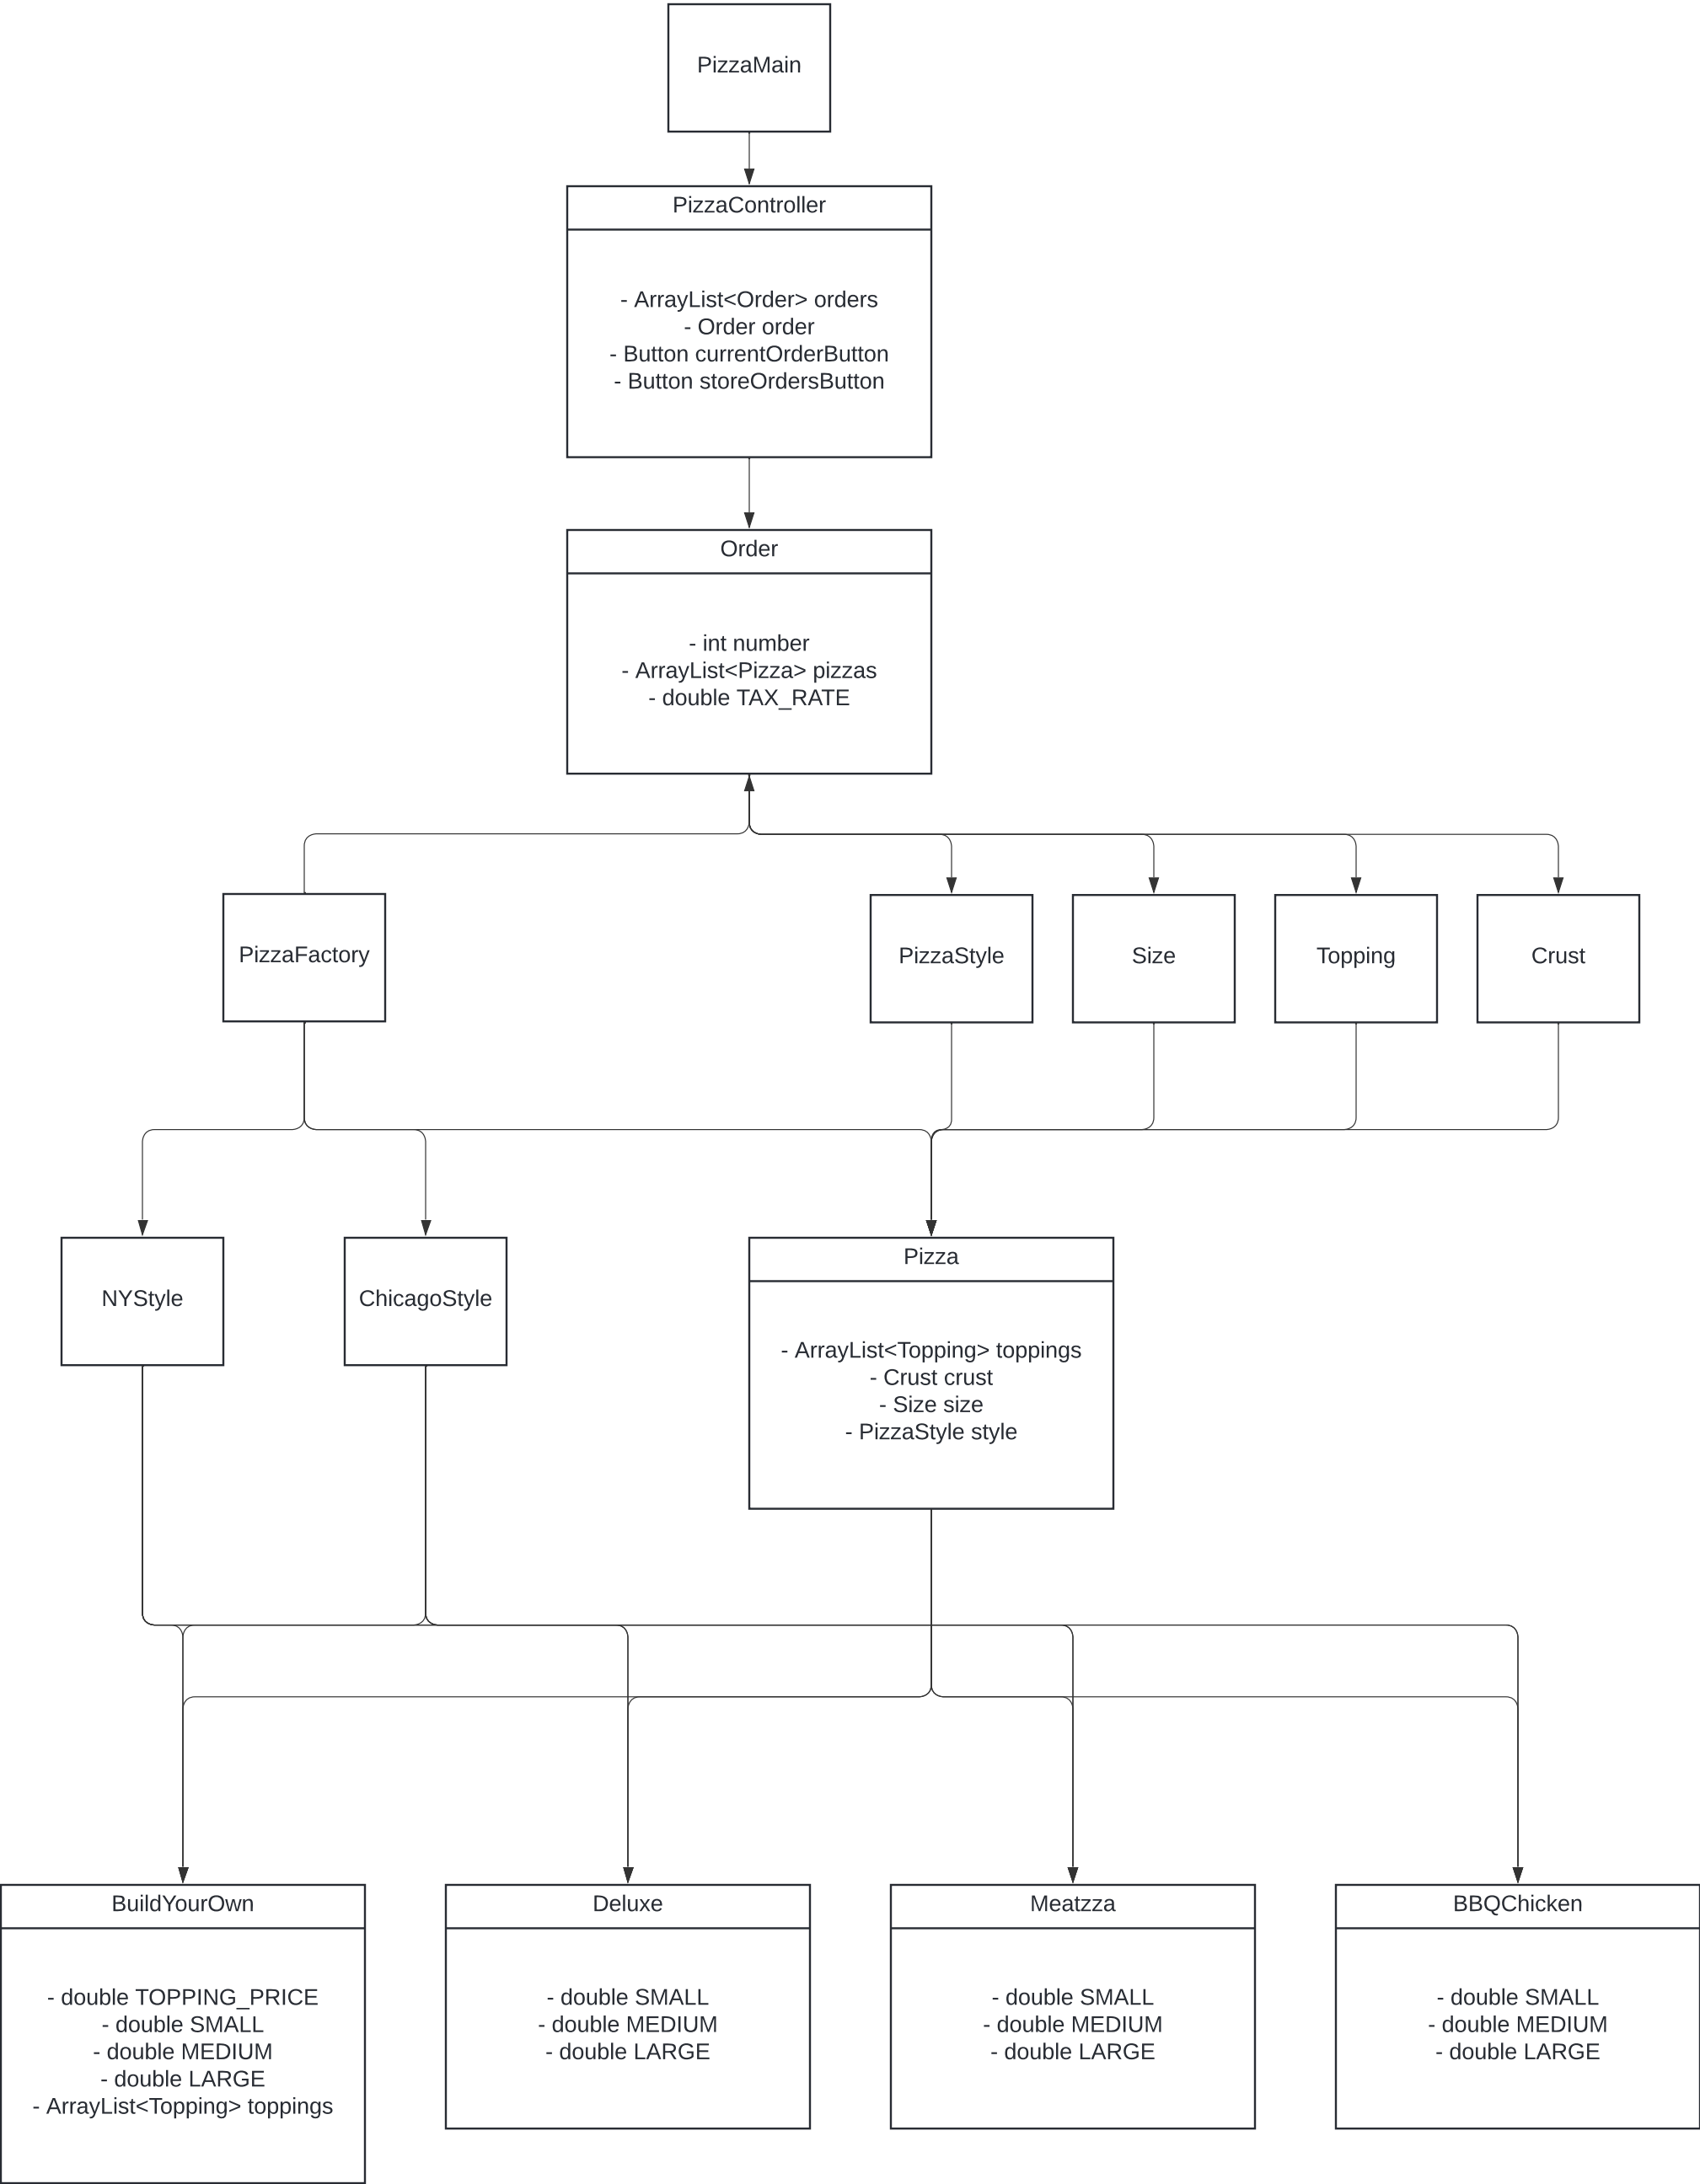 PizzaMain
PizzaController
- ArrayList<Order> orders
- Order order
- Button currentOrderButton
- Button storeOrdersButton
Order
- int number
- ArrayList<Pizza> pizzas
- double TAX_RATE
PizzaFactory
PizzaStyle
Size
Topping
Crust
NYStyle
ChicagoStyle
Pizza
- ArrayList<Topping> toppings
- Crust crust
- Size size
- PizzaStyle style
BuildYourOwn
- double TOPPING_PRICE
- double SMALL
- double MEDIUM
- double LARGE
- ArrayList<Topping> toppings
Deluxe
- double SMALL
- double MEDIUM
- double LARGE
Meatzza
- double SMALL
- double MEDIUM
- double LARGE
BBQChicken
- double SMALL
- double MEDIUM
- double LARGE